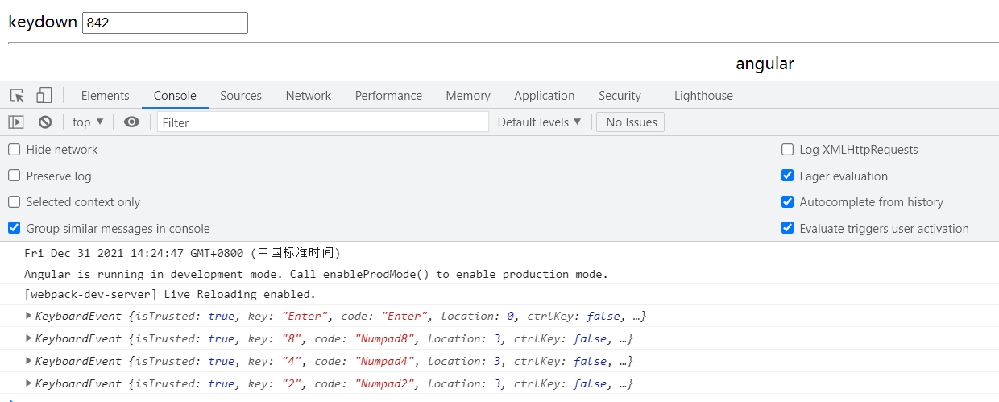 keydown 842
angular
Elements Console Sources Network Performance Memory Application Security Lighthouse
top ▼ Filter Default levels ▼ No Issues
Hide network Log XMLHttpRequests
Preserve log Eager evaluation
Selected context only Autocomplete from history
Group similar messages in console Evaluate triggers user activation
Fri Dec 31 2021 14:24:47 GMT+0800 (中国标准时间)
Angular is running in development mode. Call enableProdMode() to enable production mode.
[webpack-dev-server] Live Reloading enabled.
▶ KeyboardEvent {isTrusted: true, key: "Enter", code: "Enter", location: 0, ctrlKey: false, …}
▶ KeyboardEvent {isTrusted: true, key: "8", code: "Numpad8", location: 3, ctrlKey: false, …}
▶ KeyboardEvent {isTrusted: true, key: "4", code: "Numpad4", location: 3, ctrlKey: false, …}
▶ KeyboardEvent {isTrusted: true, key: "2", code: "Numpad2", location: 3, ctrlKey: false, …}